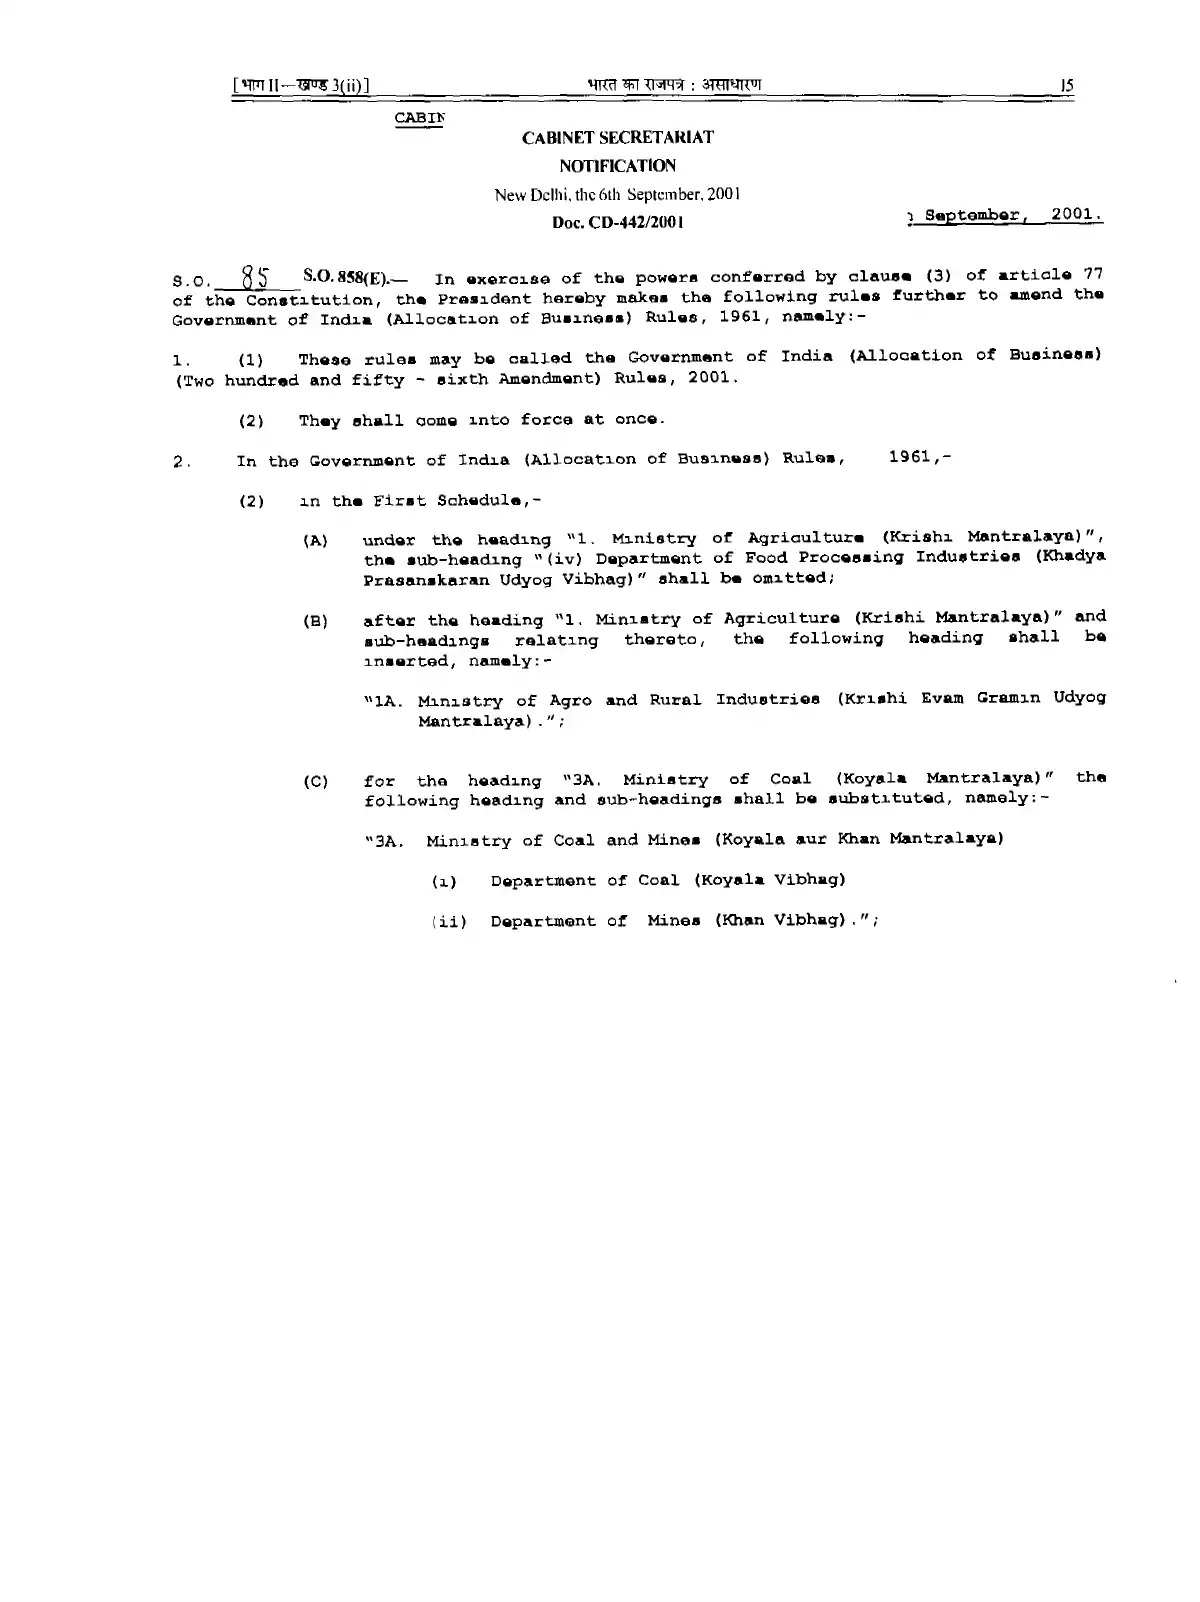 [ भाग II—खण्ड 3(ii) ] भारत का राजपत्र : असाधारण 15
CABIN
CABINET SECRETARIAT
NOTIFICATION
New Delhi, the 6th September, 2001
September, 2001.
Doc. CD-442/2001
S.O. 85 S.O. 858(E).— In exercise of the powers conferred by clause (3) of article 77
of the Constitution, the President hereby makes the following rules further to amend the
Government of India (Allocation of Business) Rules, 1961, namely:-
1. (1) These rules may be called the Government of India (Allocation of Business)
(Two hundred and fifty - sixth Amendment) Rules, 2001.
(2) They shall come into force at once.
2. In the Government of India (Allocation of Business) Rules, 1961,-
(2) in the First Schedule,-
(A) under the heading "1. Ministry of Agriculture (Krishi Mantralaya)",
the sub-heading "(iv) Department of Food Processing Industries (Khadya
Prasanskaran Udyog Vibhag)" shall be omitted;
(B) after the heading "1. Ministry of Agriculture (Krishi Mantralaya)" and
sub-headings relating thereto, the following heading shall be
inserted, namely:-
"1A. Ministry of Agro and Rural Industries (Krishi Evam Gramin Udyog
Mantralaya).";
(C) for the heading "3A. Ministry of Coal (Koyala Mantralaya)" the
following heading and sub-headings shall be substituted, namely:-
"3A. Ministry of Coal and Mines (Koyala aur Khan Mantralaya)
(i) Department of Coal (Koyala Vibhag)
(ii) Department of Mines (Khan Vibhag).";